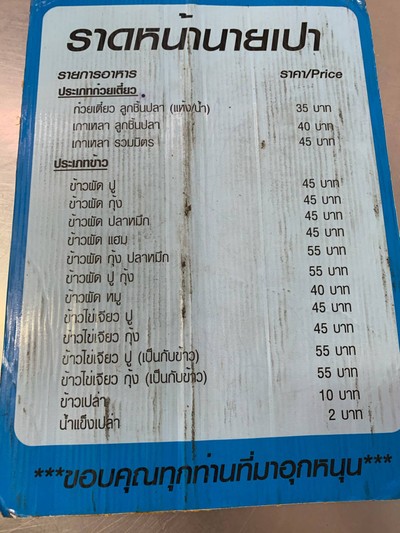 ราดหน้านายเปา
รายการอาหาร ราคา/Price
ประเภทก๋วยเตี๋ยว
ก๋วยเตี๋ยว ลูกชิ้นปลา (แห้ง/น้ำ) 35 บาท
เกาเหลา ลูกชิ้นปลา 40 บาท
เกาเหลา รวมมิตร 45 บาท
ประเภทข้าว
ข้าวผัด ปู 45 บาท
ข้าวผัด กุ้ง 45 บาท
ข้าวผัด ปลาหมึก 45 บาท
ข้าวผัด แฮม 45 บาท
ข้าวผัด กุ้ง ปลาหมึก 55 บาท
ข้าวผัด ปู กุ้ง 55 บาท
ข้าวผัด หมู 40 บาท
ข้าวไข่เจียว ปู 45 บาท
ข้าวไข่เจียว กุ้ง 45 บาท
ข้าวไข่เจียว ปู (เป็นกับข้าว) 55 บาท
ข้าวไข่เจียว กุ้ง (เป็นกับข้าว) 55 บาท
ข้าวเปล่า 10 บาท
น้ำแข็งเปล่า 2 บาท
***ขอบคุณทุกท่านที่มาอุดหนุน***